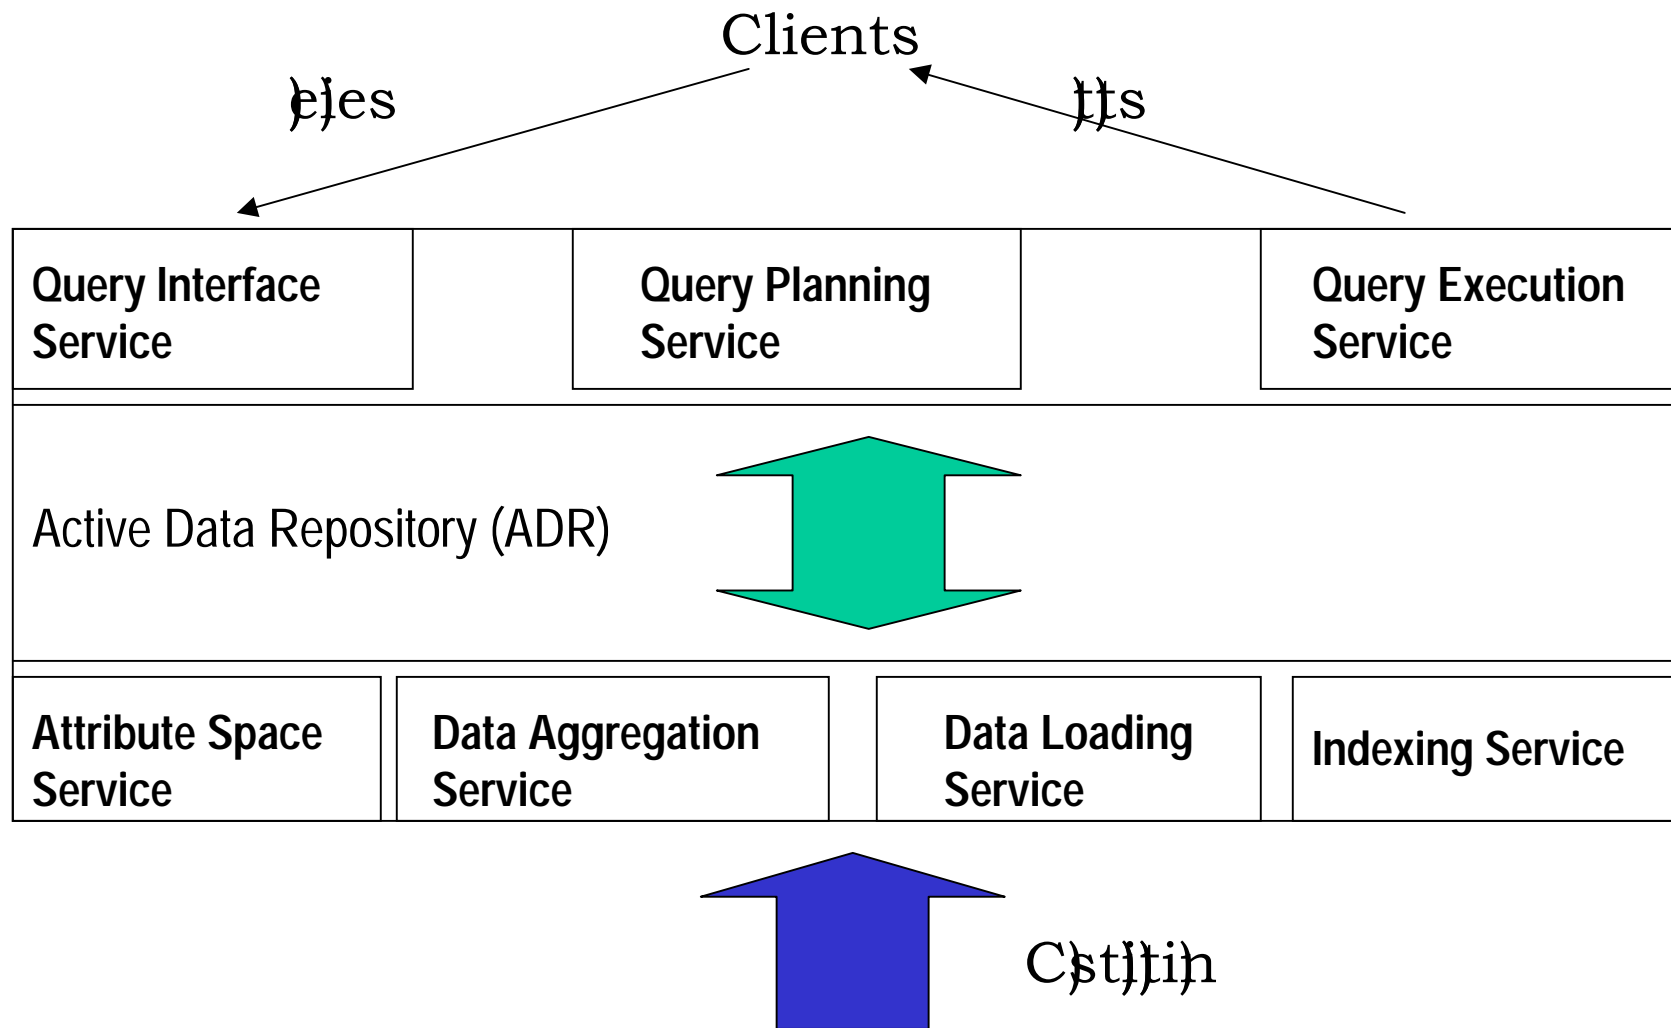 Clients
Query Interface
Service
Query Planning
Service
Query Execution
Service
Active Data Repository (ADR)
Attribute Space
Service
Data Aggregation
Service
Data Loading
Service
Indexing Service